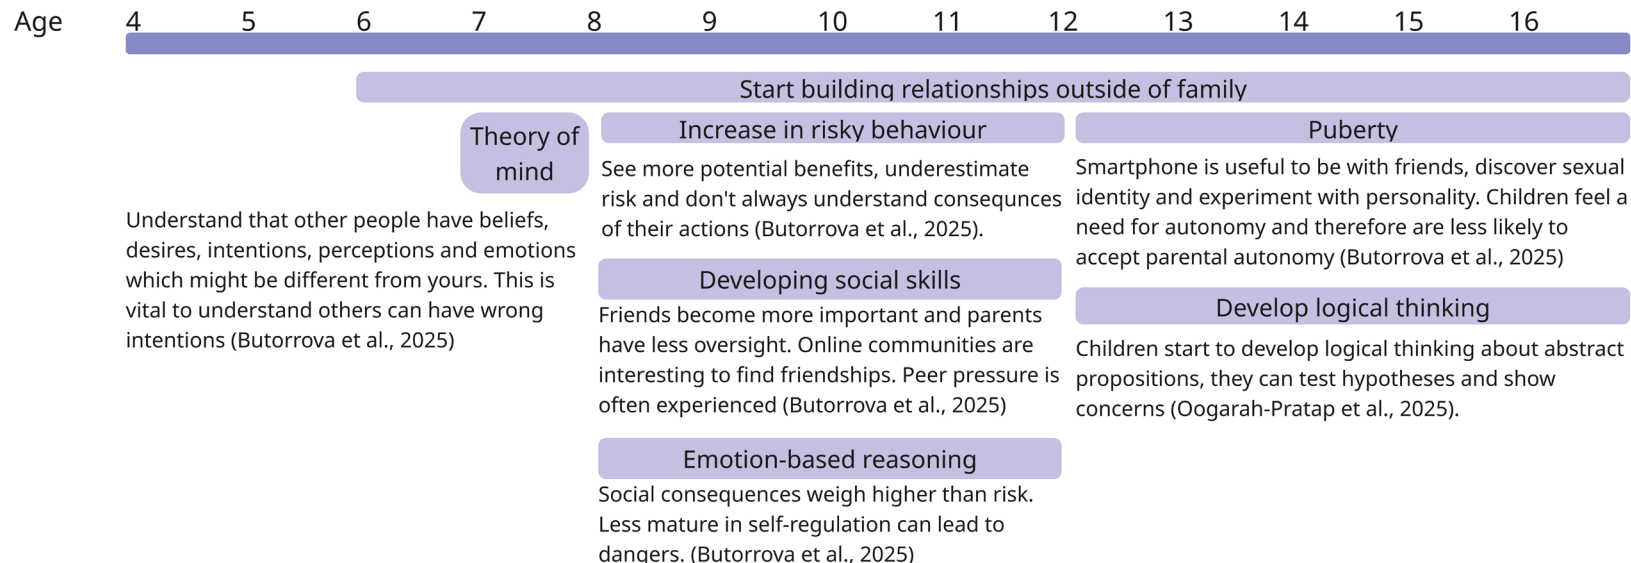 Age 4 5 6 7 8 9 10 11 12 13 14 15 16
Start building relationships outside of family
Theory of
mind
Understand that other people have beliefs,
desires, intentions, perceptions and emotions
which might be different from yours. This is
vital to understand others can have wrong
intentions (Butorrova et al., 2025)
Increase in risky behaviour
See more potential benefits, underestimate
risk and don't always understand consequnces
of their actions (Butorrova et al., 2025).
Developing social skills
Friends become more important and parents
have less oversight. Online communities are
interesting to find friendships. Peer pressure is
often experienced (Butorrova et al., 2025)
Emotion-based reasoning
Social consequences weigh higher than risk.
Less mature in self-regulation can lead to
dangers. (Butorrova et al., 2025)
Puberty
Smartphone is useful to be with friends, discover sexual
identity and experiment with personality. Children feel a
need for autonomy and therefore are less likely to
accept parental autonomy (Butorrova et al., 2025)
Develop logical thinking
Children start to develop logical thinking about abstract
propositions, they can test hypotheses and show
concerns (Oogarah-Pratap et al., 2025).